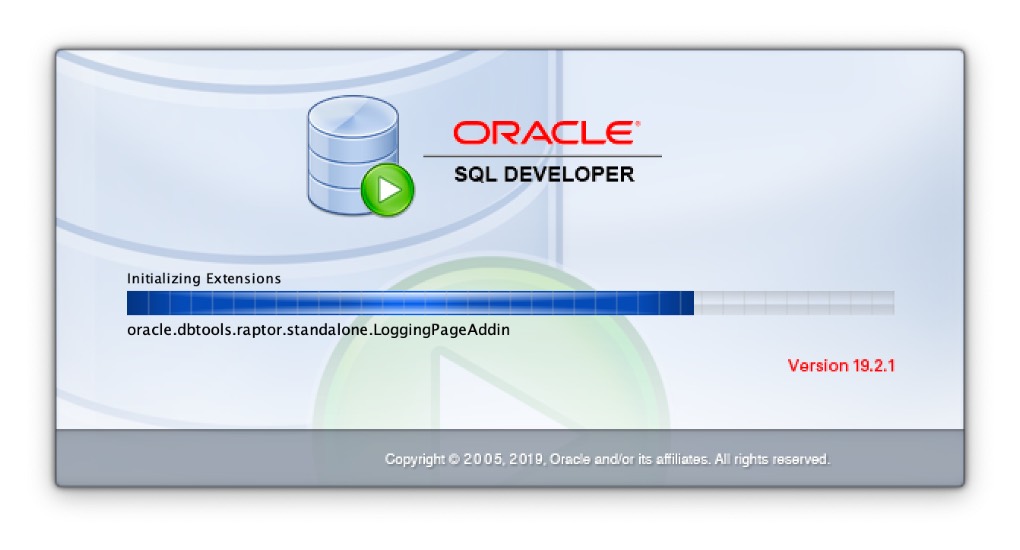 ORACLE®
SQL DEVELOPER
Initializing Extensions
oracle.dbtools.raptor.standalone.LoggingPageAddin
Version 19.2.1
Copyright © 2005, 2019, Oracle and/or its affiliates. All rights reserved.